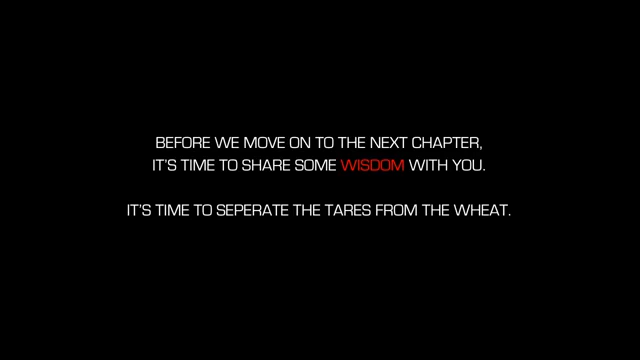 BEFORE WE MOVE ON TO THE NEXT CHAPTER,
IT'S TIME TO SHARE SOME WISDOM WITH YOU.
IT'S TIME TO SEPERATE THE TARES FROM THE WHEAT.